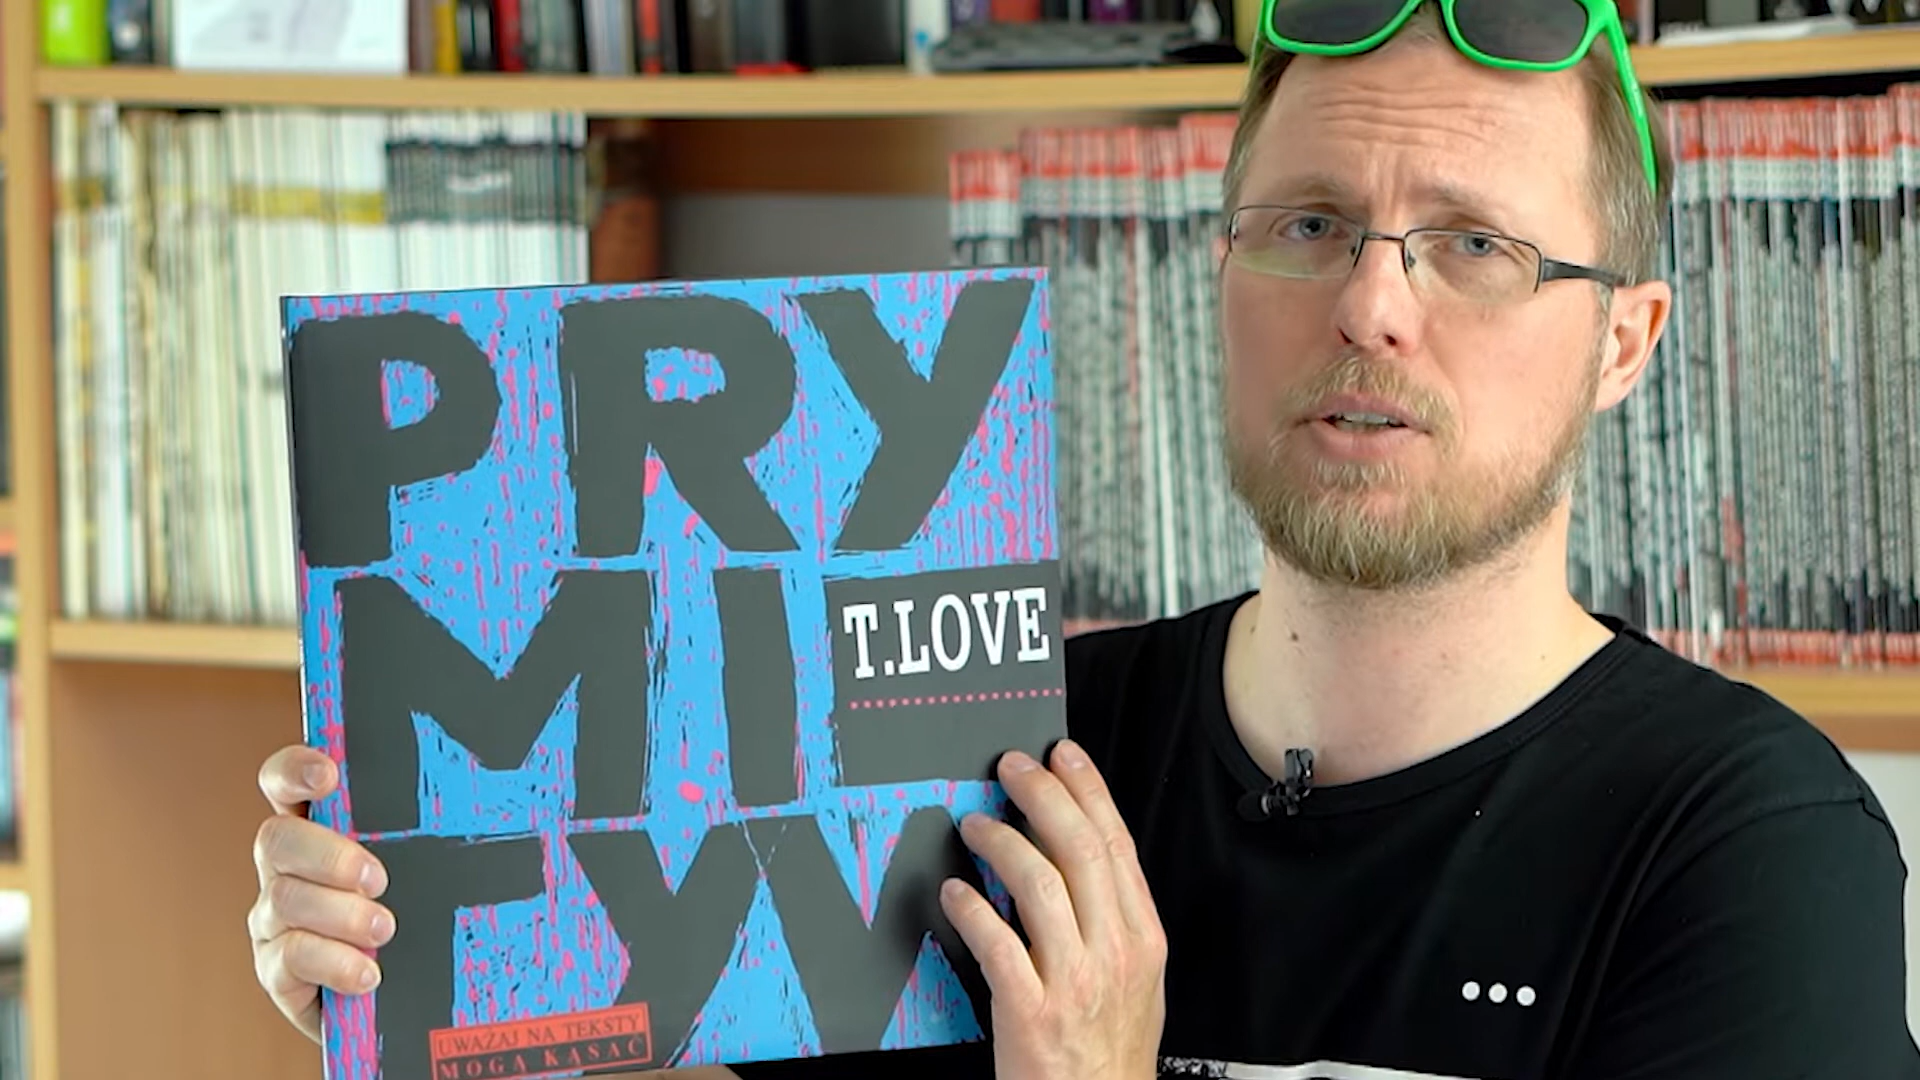 PRY
MI
T.LOVE
TYW
UWAŻAJ NA TEKSTY
MOGĄ KĄSAĆ